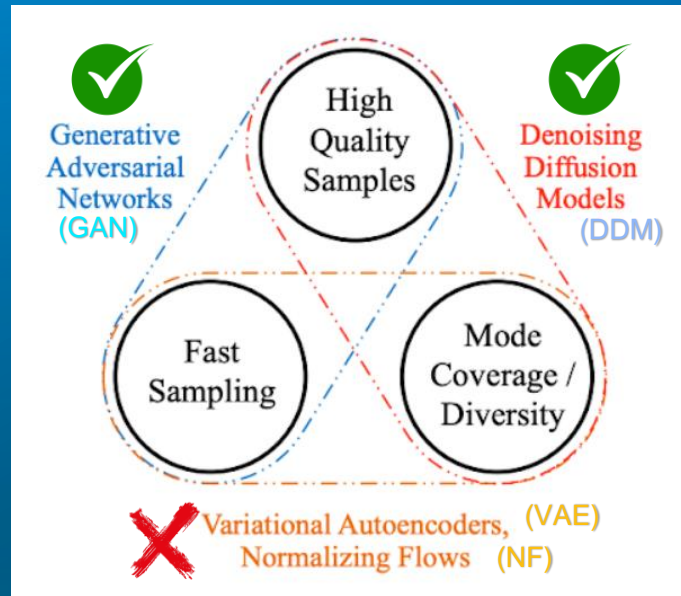 High
Quality
Samples
Generative
Adversarial
Networks
(GAN)
Denoising
Diffusion
Models
(DDM)
Fast
Sampling
Mode
Coverage /
Diversity
Variational Autoencoders, (VAE)
Normalizing Flows (NF)